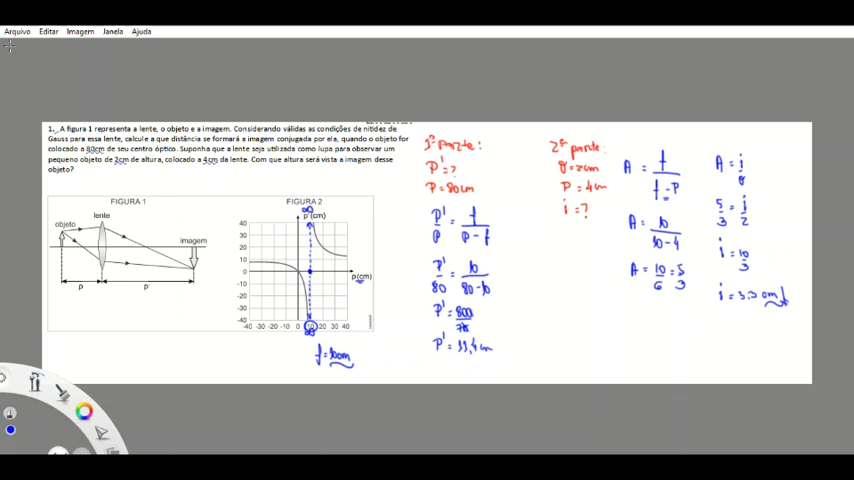 Arquivo Editar Imagem Janela Ajuda
1. A figura 1 representa a lente, o objeto e a imagem. Considerando válidas as condições de nitidez de
Gauss para essa lente, calcule a que distância se formará a imagem conjugada por ela, quando o objeto for
colocado a 80cm de seu centro óptico. Suponha que a lente seja utilizada como lupa para observar um
pequeno objeto de 2cm de altura, colocado a 4cm da lente. Com que altura será vista a imagem desse
objeto?
FIGURA 1
objeto
lente
imagem
p
p'
FIGURA 2
∞
p'(cm)
40
30
20
10
0
-10
-20
-30
-40
p(cm)
-40 -30 -20 -10 0 10 20 30 40
f = 10cm
1ª parte:
P' = ?
P = 80cm
P'/P = f/(P - f)
P'/80 = 10/(80-10)
P' = 800/70
P' = 11,4 cm
2ª parte:
o = 2cm
P = 4cm
i = ?
A = f/(f - P)
A = 10/(10-4)
A = 10/6 = 5/3
A = i/o
5/3 = i/2
i = 10/3
i = 3,3 cm